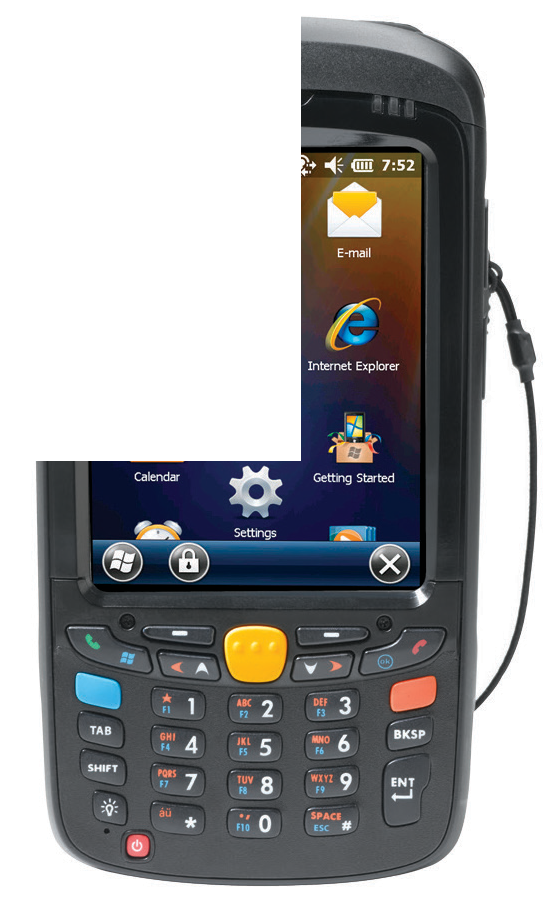 7:52
E-mail
Internet Explorer
Calendar
Getting Started
Settings
ok
* F1 1
ABC F2 2
DEF F3 3
TAB
GHI F4 4
JKL F5 5
MNO F6 6
BKSP
SHIFT
PQRS F7 7
TUV F8 8
WXYZ F9 9
ENT
áü *
• , F10 0
SPACE ESC #